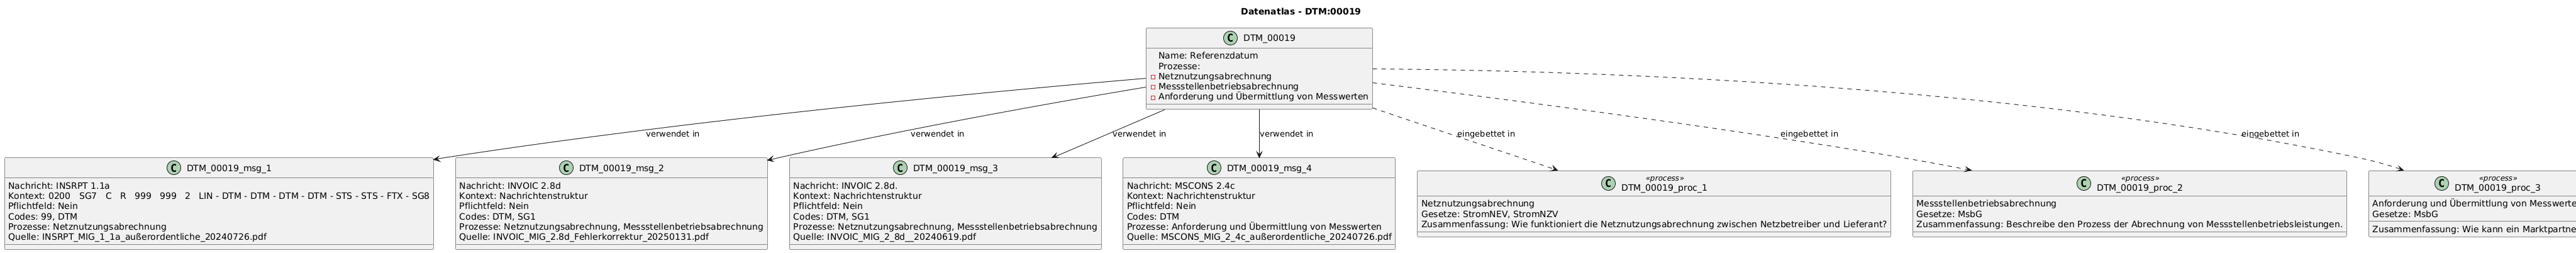 Datenatlas - DTM:00019
C DTM_00019
Name: Referenzdatum
Prozesse:
Netznutzungsabrechnung
Messstellenbetriebsabrechnung
Anforderung und Übermittlung von Messwerten
verwendet in
verwendet in
verwendet in
verwendet in
eingebettet in
eingebettet in
eingebettet in
C DTM_00019_msg_1
Nachricht: INSRPT 1.1a
Kontext: 0200 SG7 C R 999 999 2 LIN - DTM - DTM - DTM - DTM - STS - STS - FTX - SG8
Pflichtfeld: Nein
Codes: 99, DTM
Prozesse: Netznutzungsabrechnung
Quelle: INSRPT_MIG_1_1a_außerordentliche_20240726.pdf
C DTM_00019_msg_2
Nachricht: INVOIC 2.8d
Kontext: Nachrichtenstruktur
Pflichtfeld: Nein
Codes: DTM, SG1
Prozesse: Netznutzungsabrechnung, Messstellenbetriebsabrechnung
Quelle: INVOIC_MIG_2.8d_Fehlerkorrektur_20250131.pdf
C DTM_00019_msg_3
Nachricht: INVOIC 2.8d.
Kontext: Nachrichtenstruktur
Pflichtfeld: Nein
Codes: DTM, SG1
Prozesse: Netznutzungsabrechnung, Messstellenbetriebsabrechnung
Quelle: INVOIC_MIG_2_8d__20240619.pdf
C DTM_00019_msg_4
Nachricht: MSCONS 2.4c
Kontext: Nachrichtenstruktur
Pflichtfeld: Nein
Codes: DTM
Prozesse: Anforderung und Übermittlung von Messwerten
Quelle: MSCONS_MIG_2_4c_außerordentliche_20240726.pdf
«process»
C DTM_00019_proc_1
Netznutzungsabrechnung
Gesetze: StromNEV, StromNZV
Zusammenfassung: Wie funktioniert die Netznutzungsabrechnung zwischen Netzbetreiber und Lieferant?
«process»
C DTM_00019_proc_2
Messstellenbetriebsabrechnung
Gesetze: MsbG
Zusammenfassung: Beschreibe den Prozess der Abrechnung von Messstellenbetriebsleistungen.
«process»
C DTM_00019_proc_3
Anforderung und Übermittlung von Messwerte
Gesetze: MsbG
Zusammenfassung: Wie kann ein Marktpartne